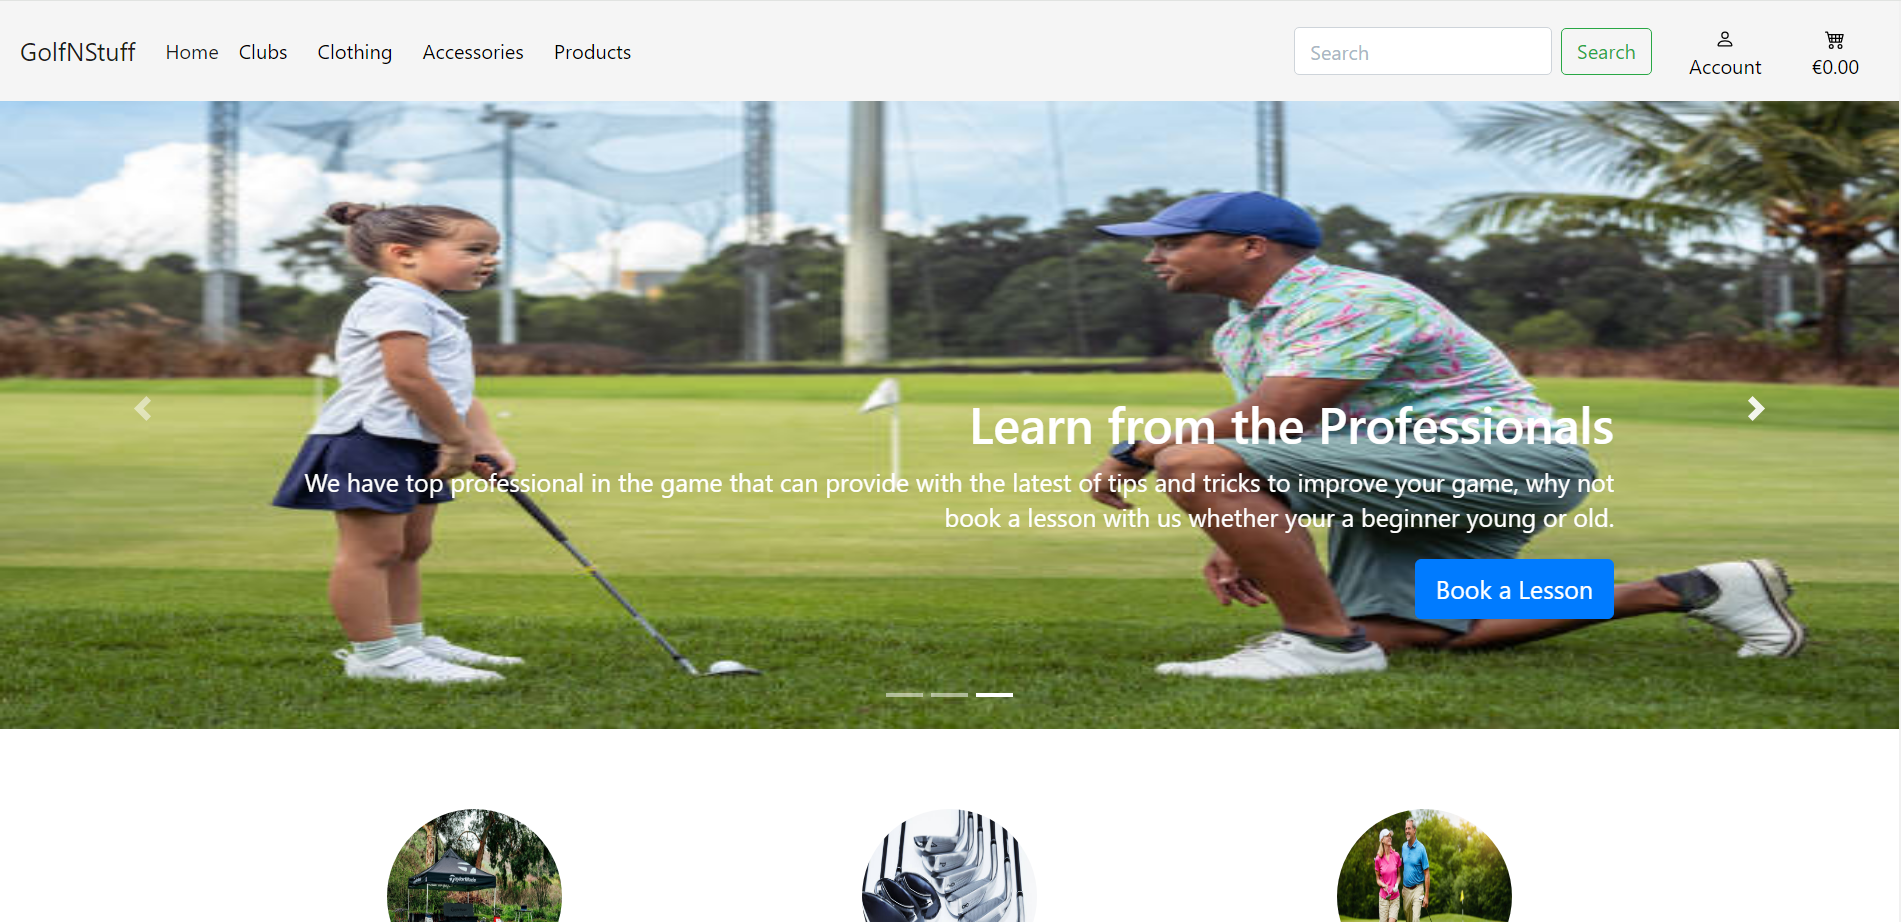 GolfNStuff Home Clubs Clothing Accessories Products Search Search Account €0.00
Learn from the Professionals
We have top professional in the game that can provide with the latest of tips and tricks to improve your game, why not
book a lesson with us whether your a beginner young or old.
Book a Lesson